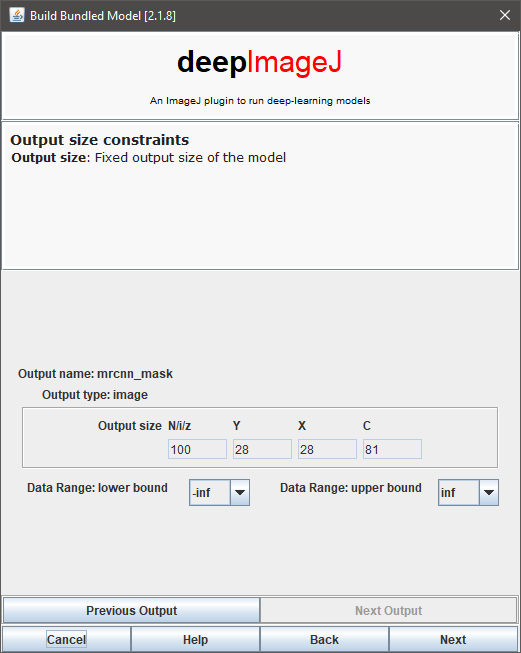 Build Bundled Model [2.1.8]
deepImageJ
An ImageJ plugin to run deep-learning models
Output size constraints
Output size: Fixed output size of the model
Output name: mrcnn_mask
Output type: image
Output size N/i/z Y X C
100 28 28 81
Data Range: lower bound -inf Data Range: upper bound inf
Previous Output Next Output
Cancel Help Back Next